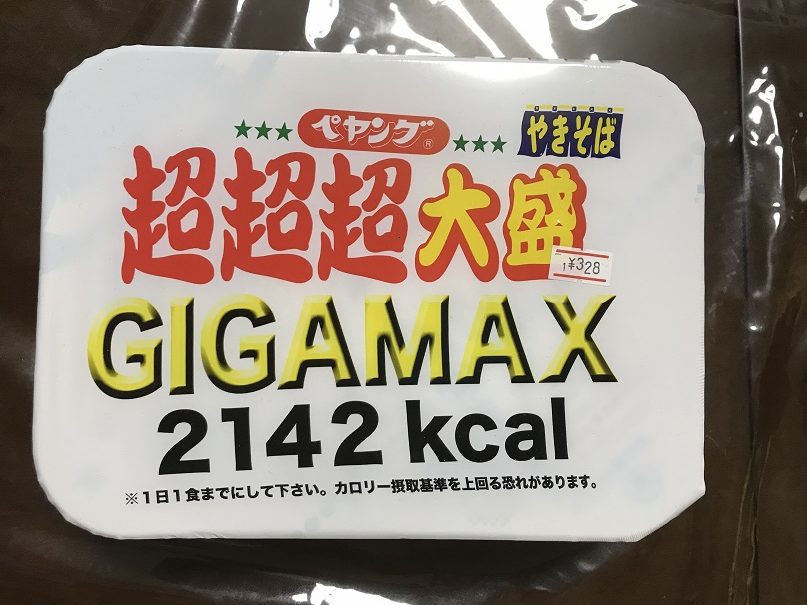 ★★★ ペヤング® ★★★
やきそば
超超超大盛
1 ¥328
GIGAMAX
2142 kcal
※1日1食までにして下さい。カロリー摂取基準を上回る恐れがあります。